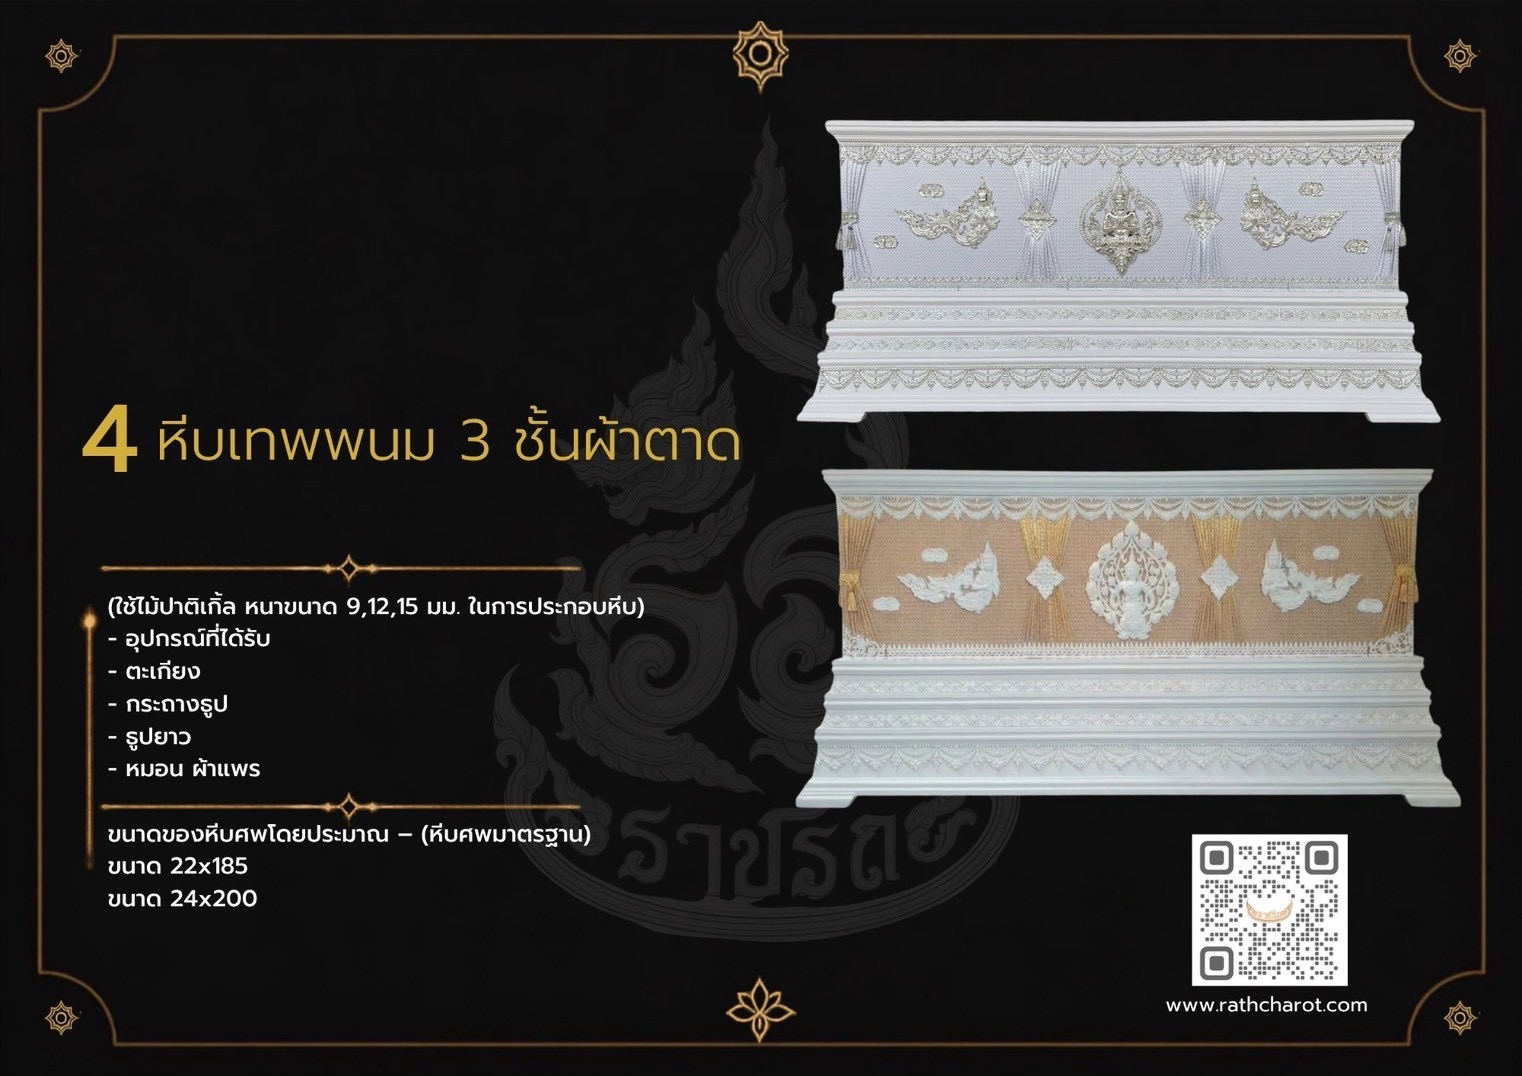 4 หีบเทพพนม 3 ชั้นผ้าตาด
(ใช้ไม้ปาติเกิ้ล หนาขนาด 9,12,15 มม. ในการประกอบหีบ)
- อุปกรณ์ที่ได้รับ
- ตะเกียง
- กระถางธูป
- ธูปยาว
- หมอน ผ้าแพร
ขนาดของหีบศพโดยประมาณ – (หีบศพมาตรฐาน)
ขนาด 22x185
ขนาด 24x200
www.rathcharot.com